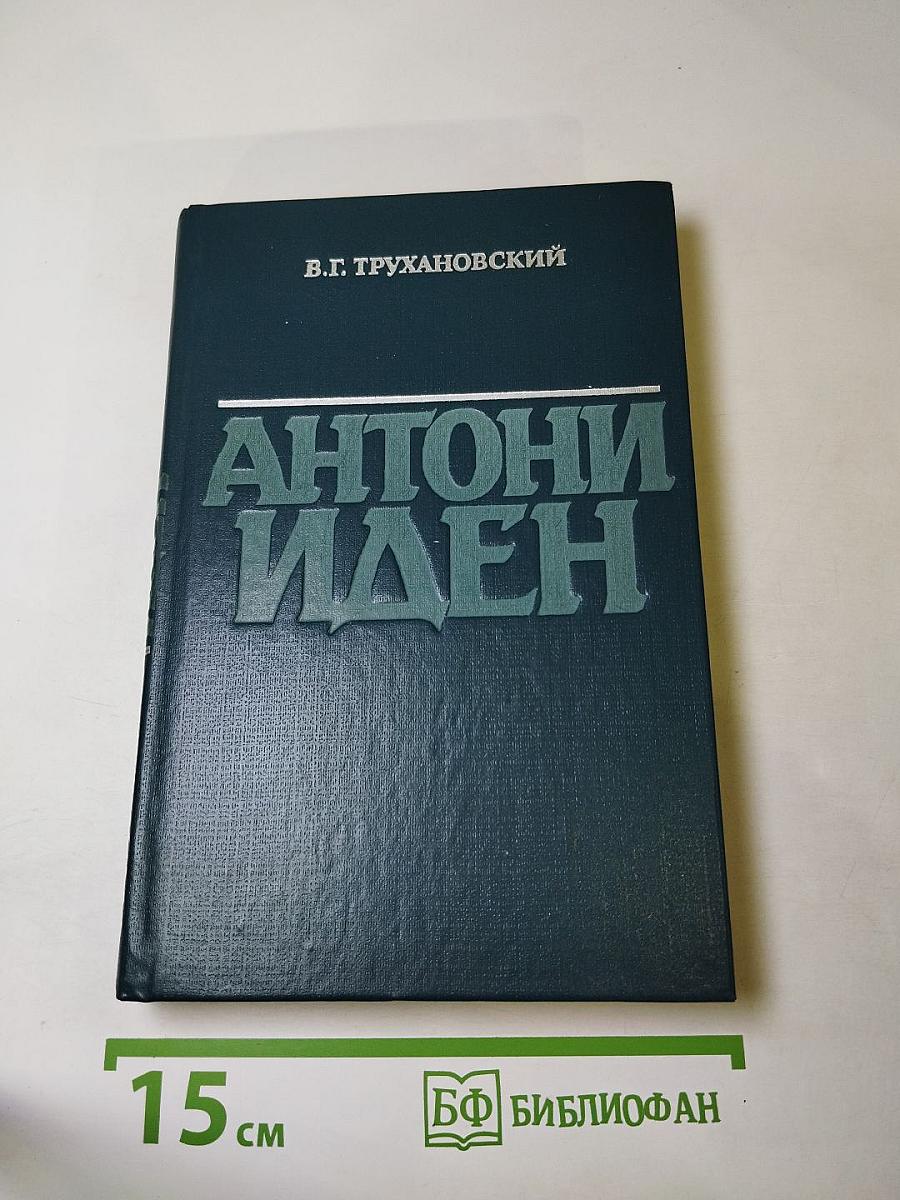 В.Г. ТРУХАНОВСКИЙ
АНТОНИ
ИДЕН
15 см
БФ БИБЛИОФАН